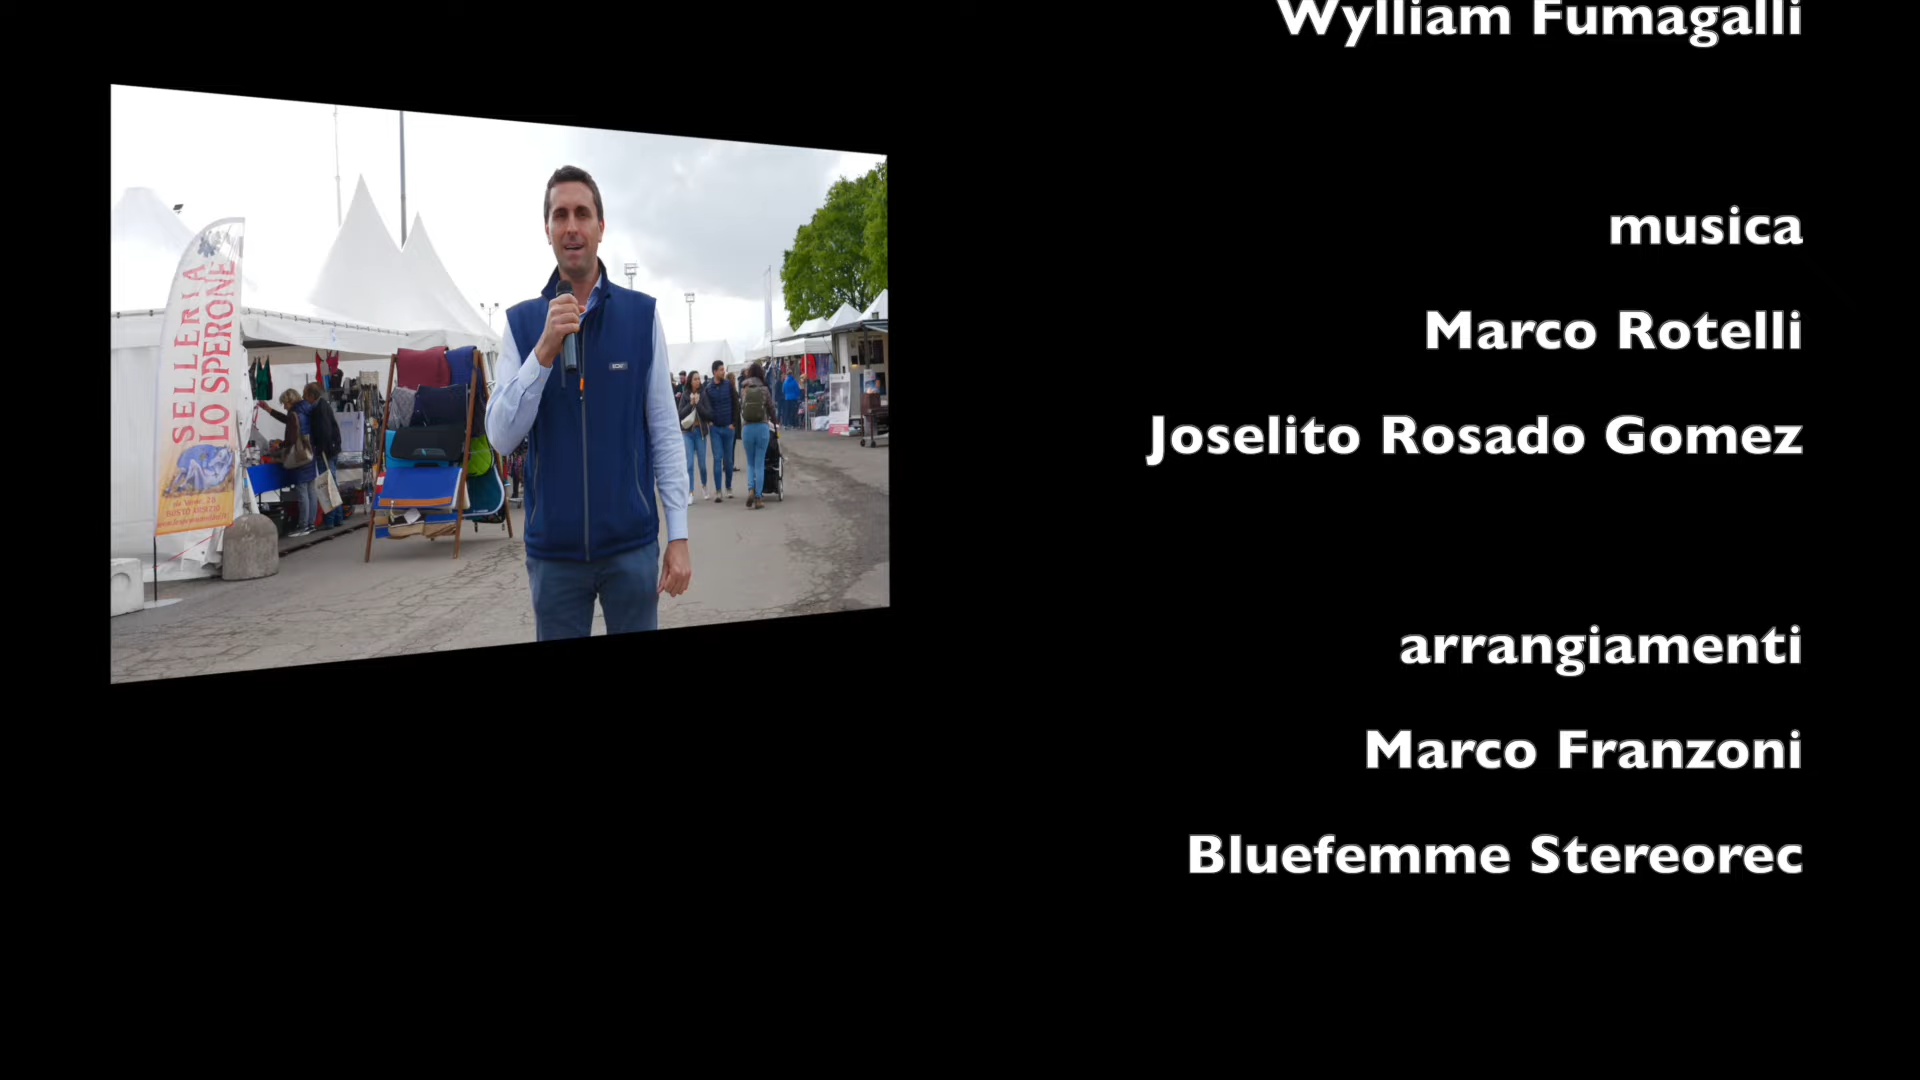 Wylliam Fumagalli
musica
Marco Rotelli
Joselito Rosado Gomez
arrangiamenti
Marco Franzoni
Bluefemme Stereorec
SELLERIA
LO SPERONE